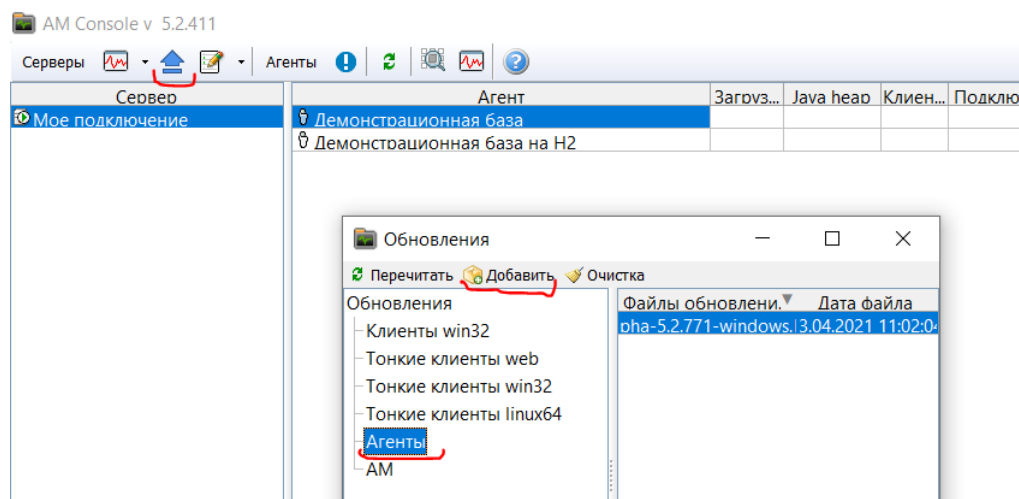 AM Console v 5.2.411
Серверы Агенты
Сервер Агент Загруз... Java heap Клиен... Подклю
Мое подключение Демонстрационная база
Демонстрационная база на H2
Обновления
Перечитать Добавить Очистка
Обновления Файлы обновлени. Дата файла
Клиенты win32 pha-5.2.771-windows. 3.04.2021 11:02:04
Тонкие клиенты web
Тонкие клиенты win32
Тонкие клиенты linux64
Агенты
AM